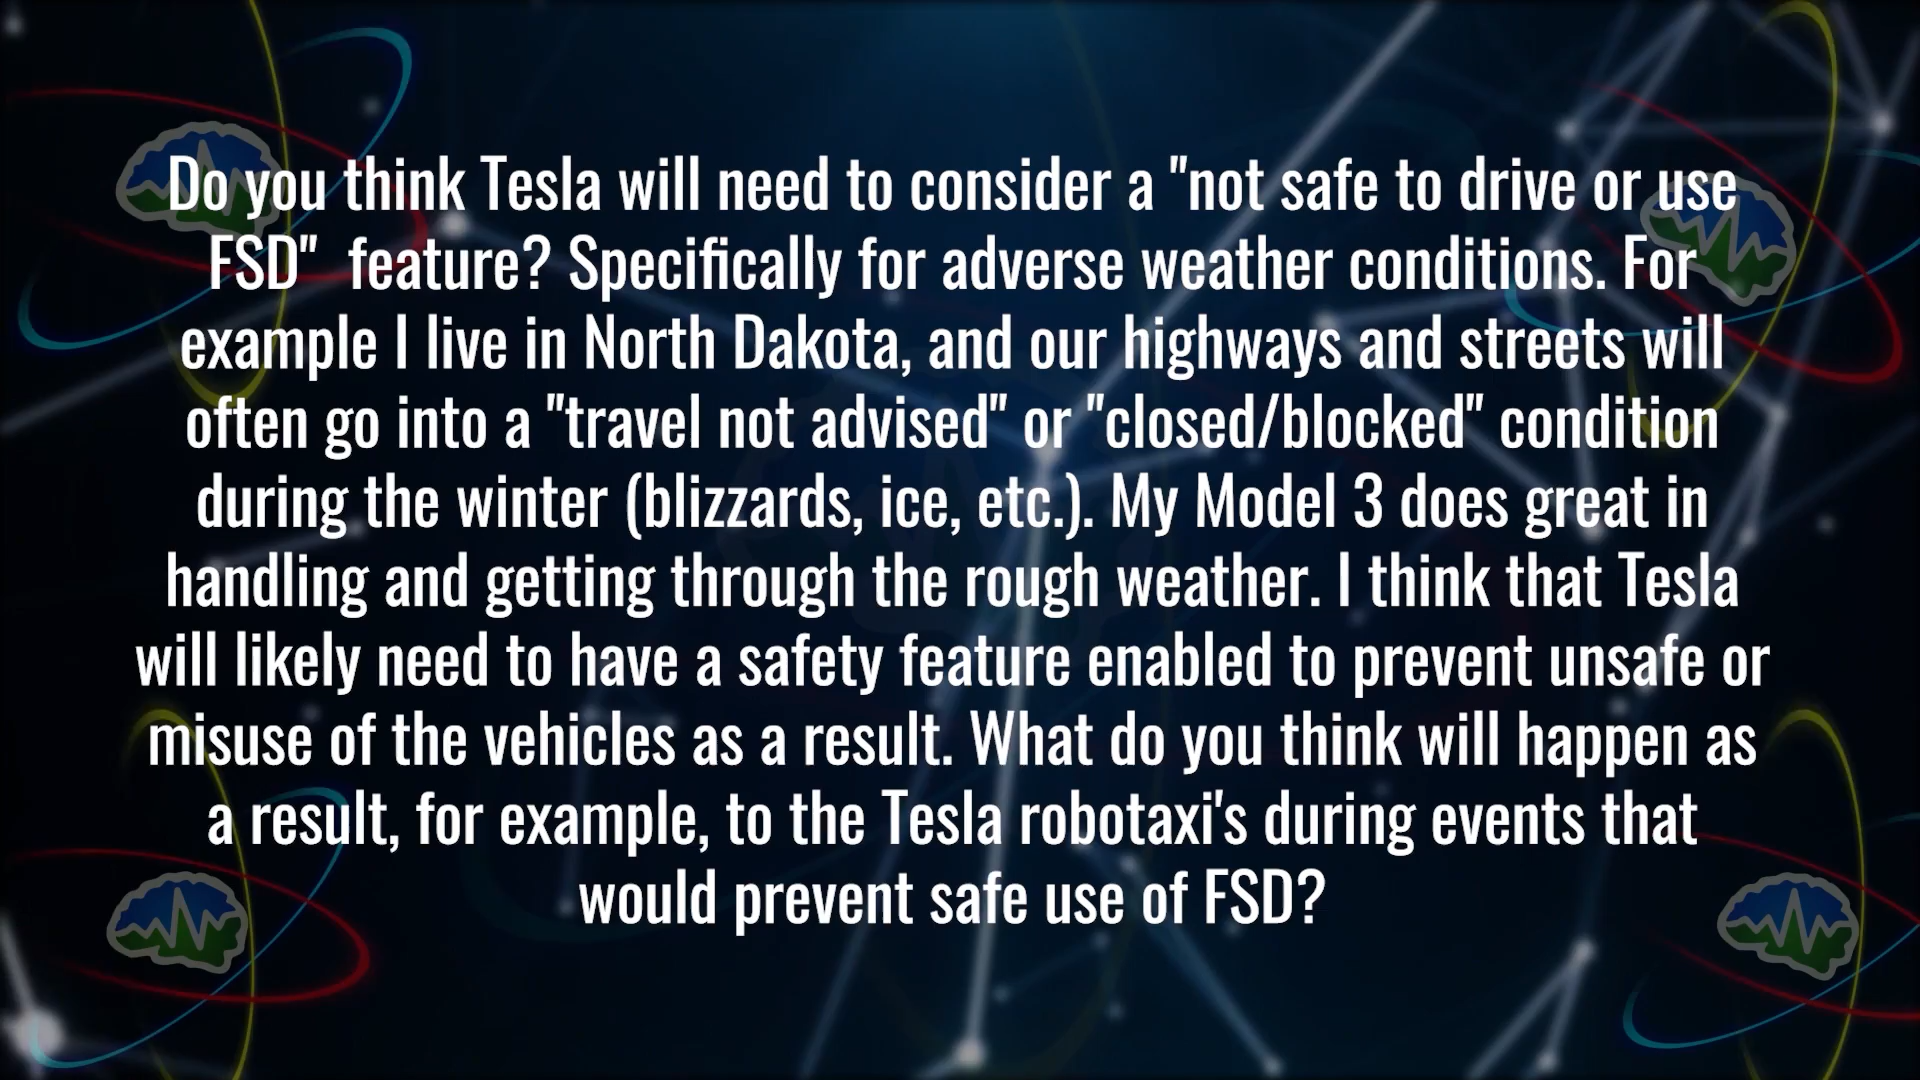 Do you think Tesla will need to consider a "not safe to drive or use
FSD"  feature? Specifically for adverse weather conditions. For
example I live in North Dakota, and our highways and streets will
often go into a "travel not advised" or "closed/blocked" condition
during the winter (blizzards, ice, etc.). My Model 3 does great in
handling and getting through the rough weather. I think that Tesla
will likely need to have a safety feature enabled to prevent unsafe or
misuse of the vehicles as a result. What do you think will happen as
a result, for example, to the Tesla robotaxi's during events that
would prevent safe use of FSD?